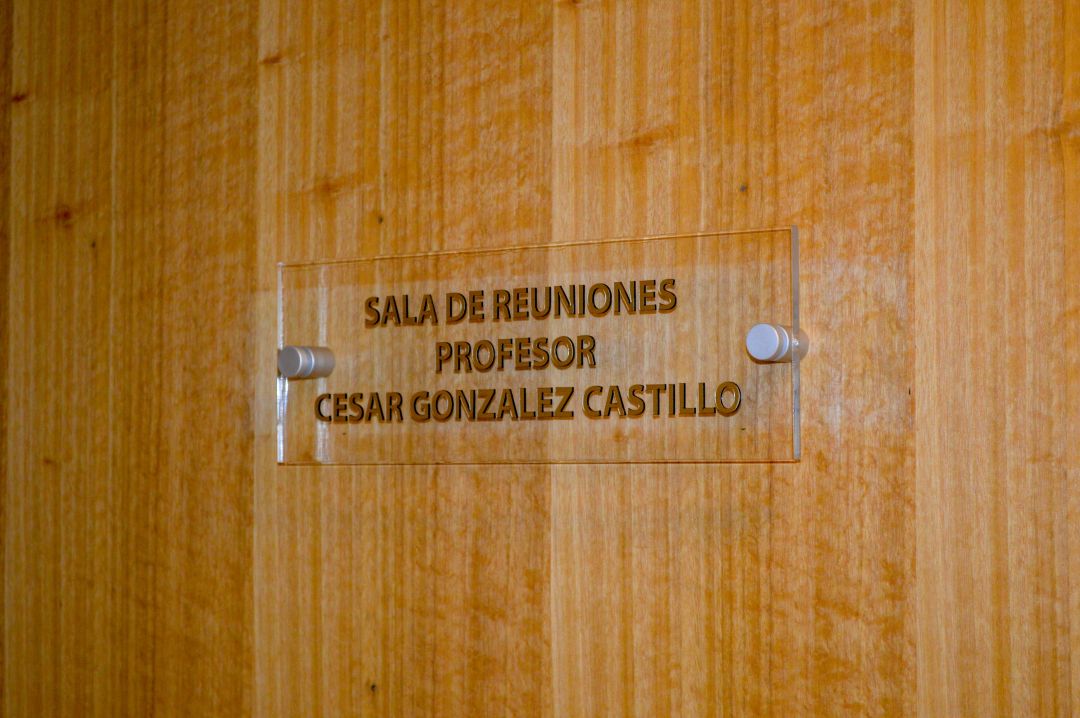 SALA DE REUNIONES
PROFESOR
CESAR GONZALEZ CASTILLO